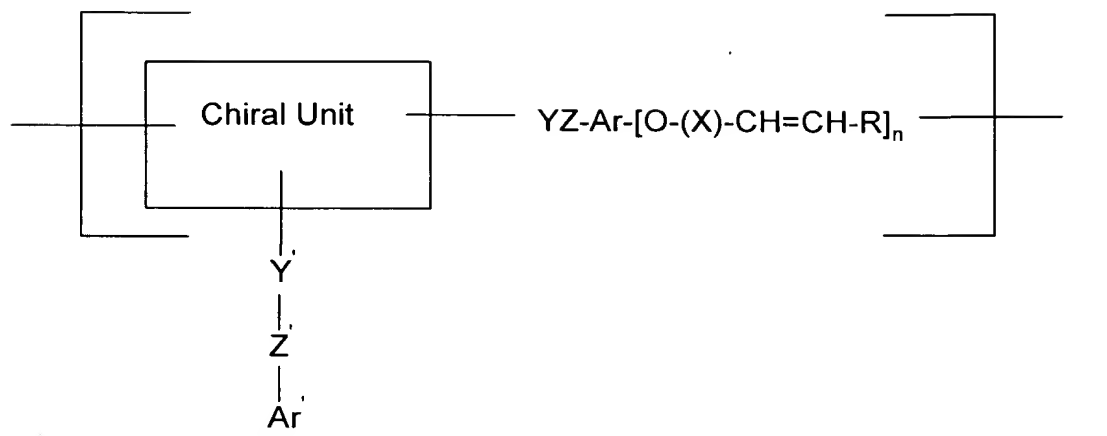 Chiral Unit
YZ-Ar-[O-(X)-CH=CH-R]n
Y'
Z'
Ar'